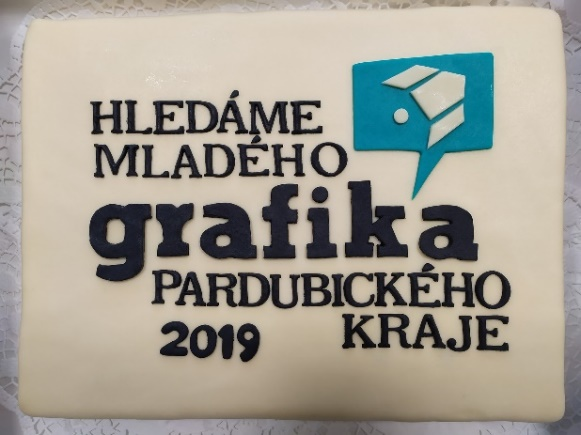 HLEDÁME
MLADÉHO
grafika
PARDUBICKÉHO
2019 KRAJE